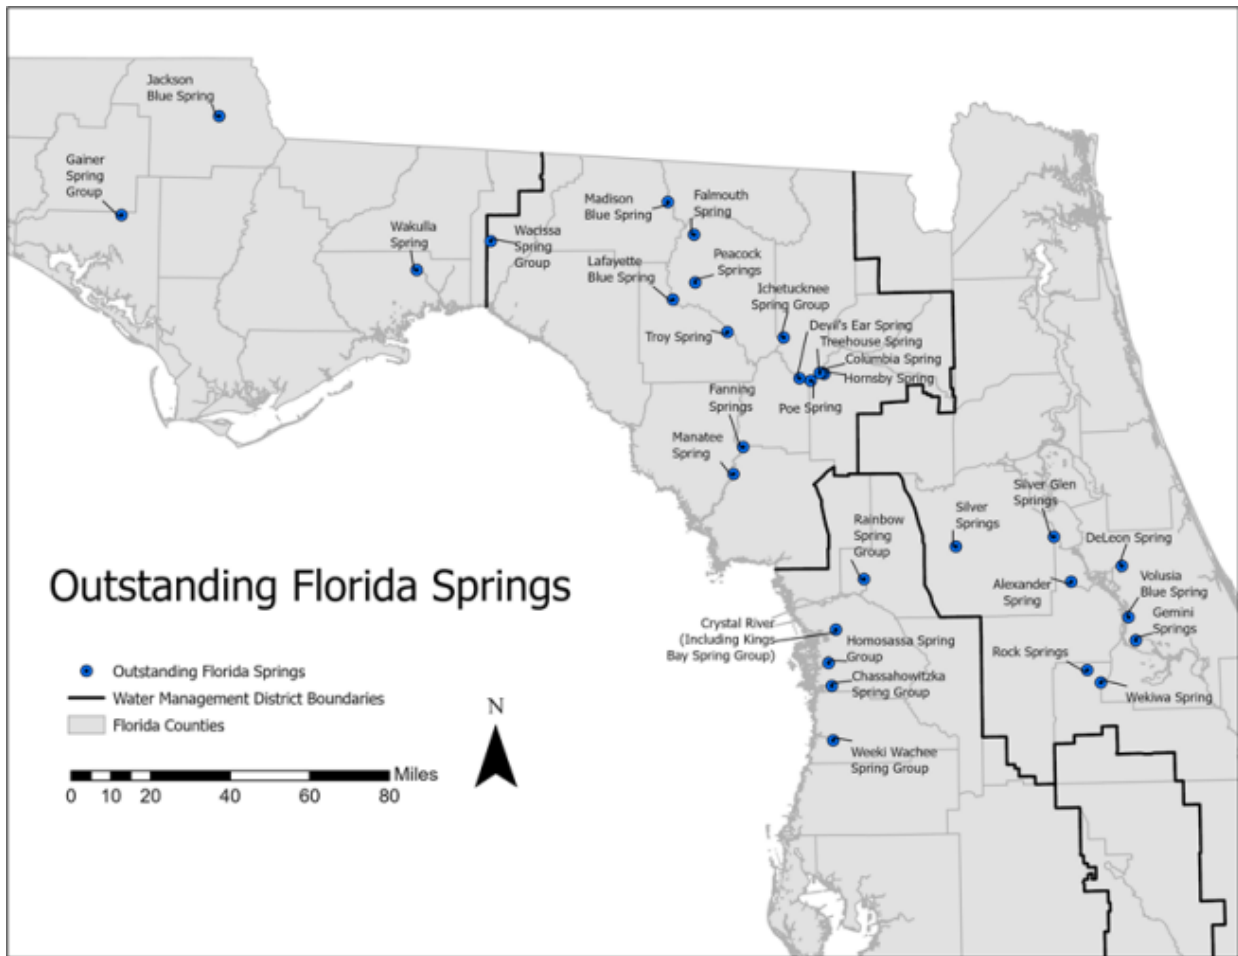 Jackson
Blue Spring
Gainer
Spring
Group
Wakulla
Spring
Wacissa
Spring
Group
Madison
Blue Spring
Falmouth
Spring
Lafayette
Blue Spring
Peacock
Springs
Ichetucknee
Spring Group
Troy Spring
Devil's Ear Spring
Treehouse Spring
Columbia Spring
Hornsby Spring
Poe Spring
Fanning
Springs
Manatee
Spring
Rainbow
Spring
Group
Silver
Springs
Silver Glen
Springs
DeLeon Spring
Alexander
Spring
Volusia
Blue Spring
Gemini
Springs
Rock Springs
Wekiwa Spring
Crystal River
(Including Kings
Bay Spring Group)
Homosassa Spring
Group
Chassahowitzka
Spring Group
Weeki Wachee
Spring Group
Outstanding Florida Springs
Outstanding Florida Springs
Water Management District Boundaries
Florida Counties
N
Miles
0 10 20 40 60 80